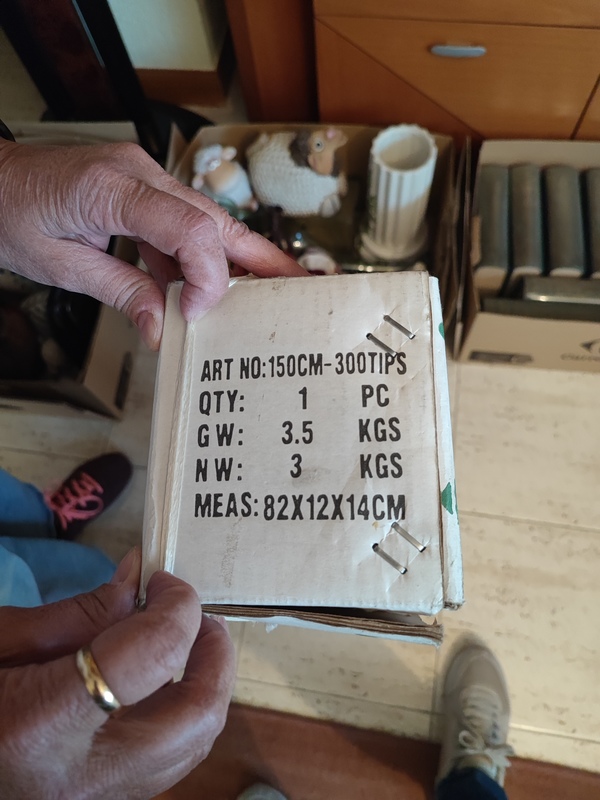 ART NO:150CM-300TIPS
QTY: 1 PC
GW: 3.5 KGS
NW: 3 KGS
MEAS:82X12X14CM